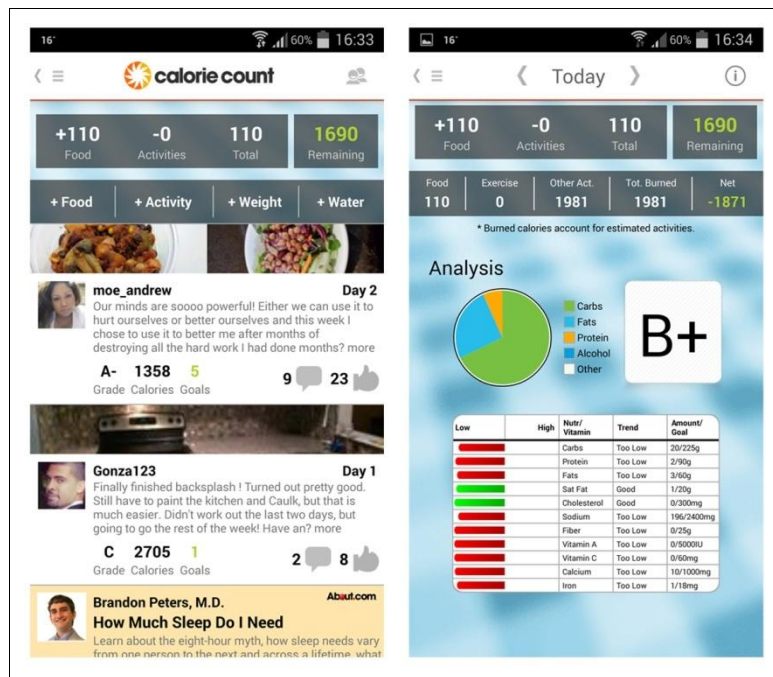 16°
60%
16:33
calorie count
+110
-0
110
1690
Food
Activities
Total
Remaining
+ Food
+ Activity
+ Weight
+ Water
moe_andrew
Day 2
Our minds are soooo powerful! Either we can use it to
hurt ourselves or better ourselves and this week I
chose to use it to better me after months of
destroying all the hard work I had done months? more
A- 1358 5
9
23
Grade Calories Goals
Gonza123
Day 1
Finally finished backsplash ! Turned out pretty good.
Still have to paint the kitchen and Caulk, but that is
much easier. Didn't work out the last two days, but
going to go the rest of the week! Have an? more
C 2705 1
2
8
Grade Calories Goals
Brandon Peters, M.D.
About.com
How Much Sleep Do I Need
Learn about the eight-hour myth, how sleep needs vary
from one person to the next and across a lifetime, what
16°
60%
16:34
Today
i
+110
-0
110
1690
Food
Activities
Total
Remaining
Food Exercise Other Act. Tot. Burned Net
110 0 1981 1981 -1871
* Burned calories account for estimated activities.
Analysis
Carbs
Fats
Protein
Alcohol
Other
B+
Low High Nutr/ Vitamin Trend Amount/ Goal
Carbs Too Low 20/225g
Protein Too Low 2/90g
Fats Too Low 3/60g
Sat Fat Good 1/20g
Cholesterol Good 0/300mg
Sodium Too Low 196/2400mg
Fiber Too Low 0/25g
Vitamin A Too Low 0/5000IU
Vitamin C Too Low 0/60mg
Calcium Too Low 10/1000mg
Iron Too Low 1/18mg